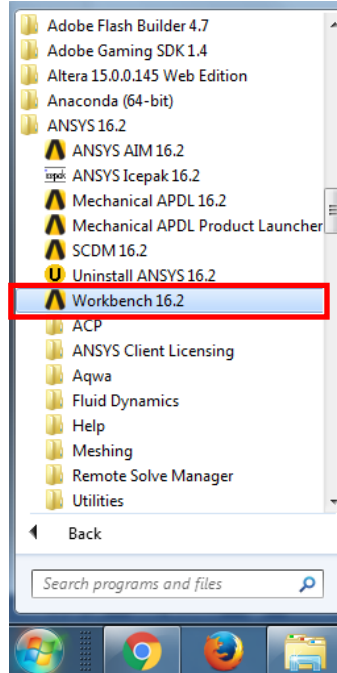 Adobe Flash Builder 4.7
Adobe Gaming SDK 1.4
Altera 15.0.0.145 Web Edition
Anaconda (64-bit)
ANSYS 16.2
ANSYS AIM 16.2
ANSYS Icepak 16.2
Mechanical APDL 16.2
Mechanical APDL Product Launcher
SCDM 16.2
Uninstall ANSYS 16.2
Workbench 16.2
ACP
ANSYS Client Licensing
Aqwa
Fluid Dynamics
Help
Meshing
Remote Solve Manager
Utilities
Back
Search programs and files